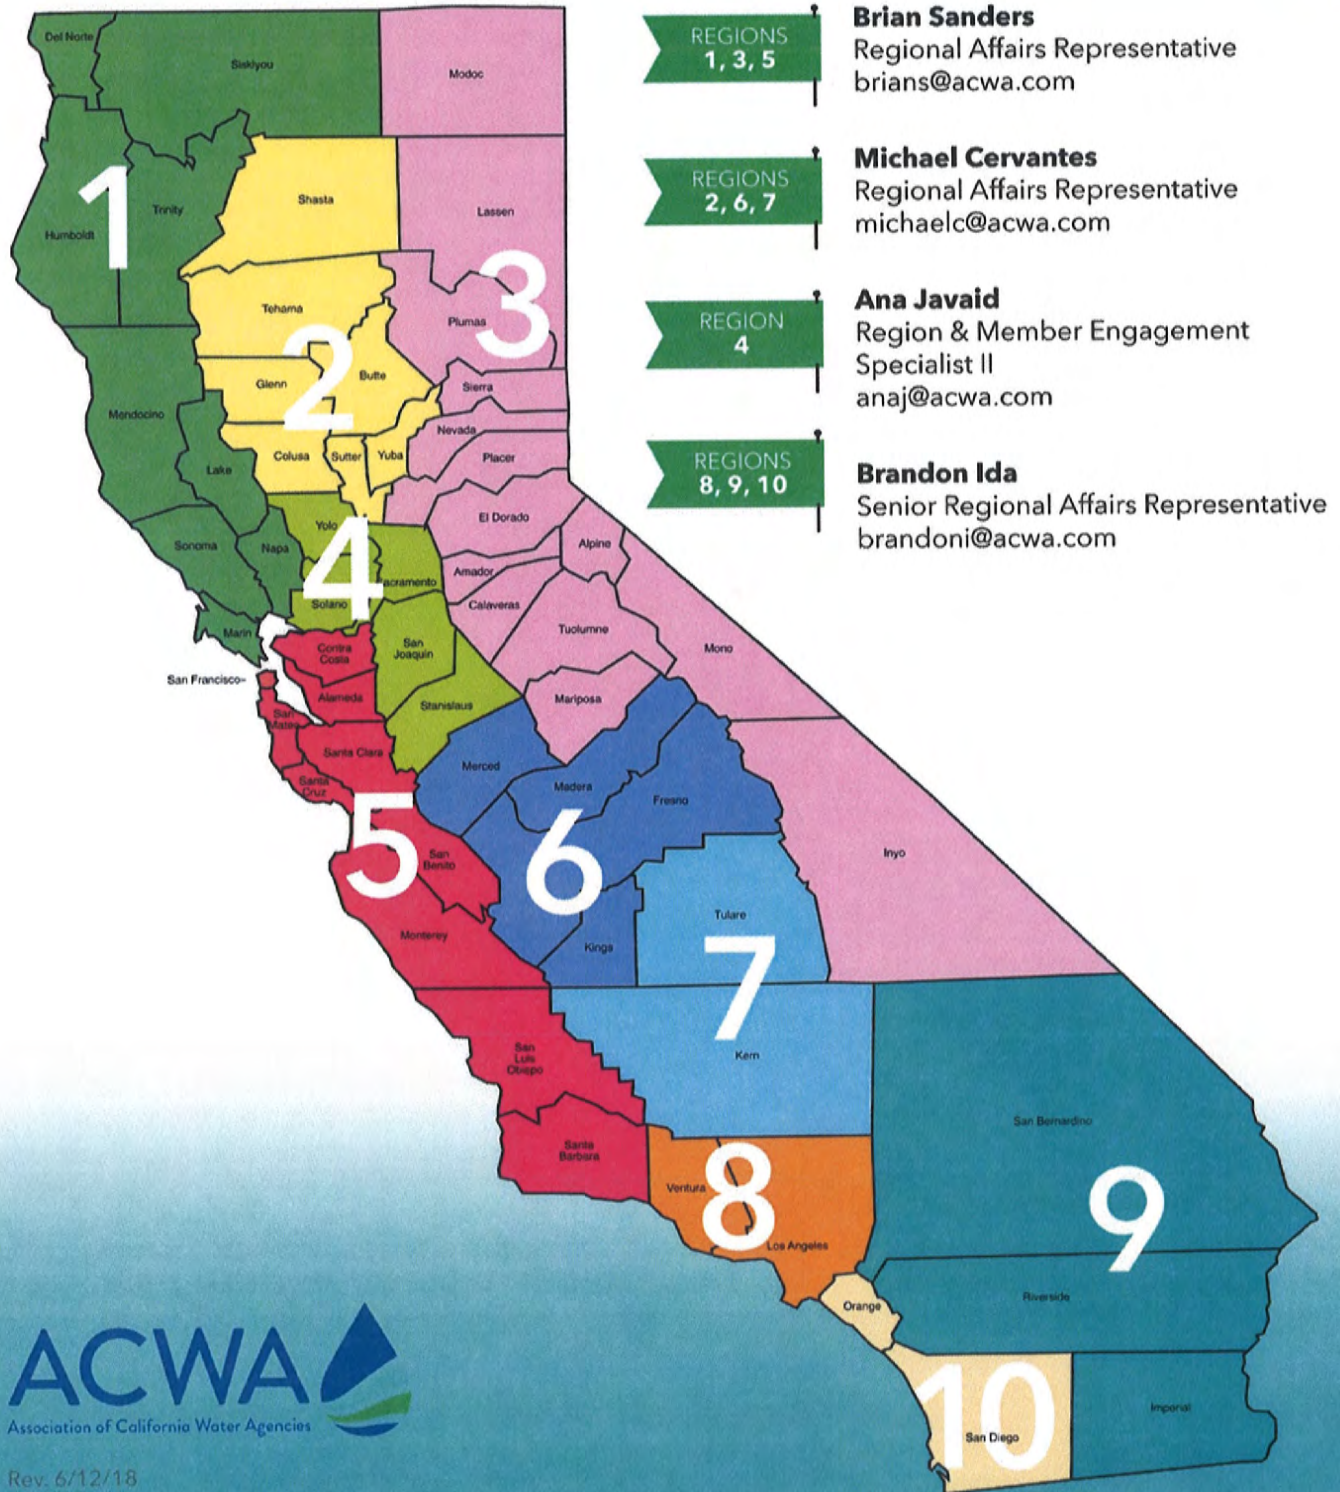 REGIONS
1, 3, 5
Brian Sanders
Regional Affairs Representative
brians@acwa.com
REGIONS
2, 6, 7
Michael Cervantes
Regional Affairs Representative
michaelc@acwa.com
REGION
4
Ana Javaid
Region & Member Engagement
Specialist II
anaj@acwa.com
REGIONS
8, 9, 10
Brandon Ida
Senior Regional Affairs Representative
brandoni@acwa.com
Del Norte
Siskiyou
Modoc
1
Trinity
Humboldt
Shasta
Lassen
3
Tehama
Plumas
2
Glenn
Butte
Sierra
Mendocino
Nevada
Colusa
Sutter
Yuba
Placer
Lake
El Dorado
Yolo
4
Sonoma
Napa
Alpine
Amador
acramento
Solano
Calaveras
Marin
Tuolumne
Contra
Costa
San
Joaquin
Mono
San Francisco-
Alameda
Mariposa
Stanislaus
San
Mateo
Santa Clara
Merced
Santa
Cruz
Madera
Fresno
5
6
San
Benito
Inyo
Tulare
Monterey
Kings
7
San
Luis
Obispo
Kern
San Bernardino
Santa
Barbara
8
Ventura
9
Los Angeles
Riverside
Orange
10
Imperial
San Diego
ACWA
Association of California Water Agencies
Rev. 6/12/18